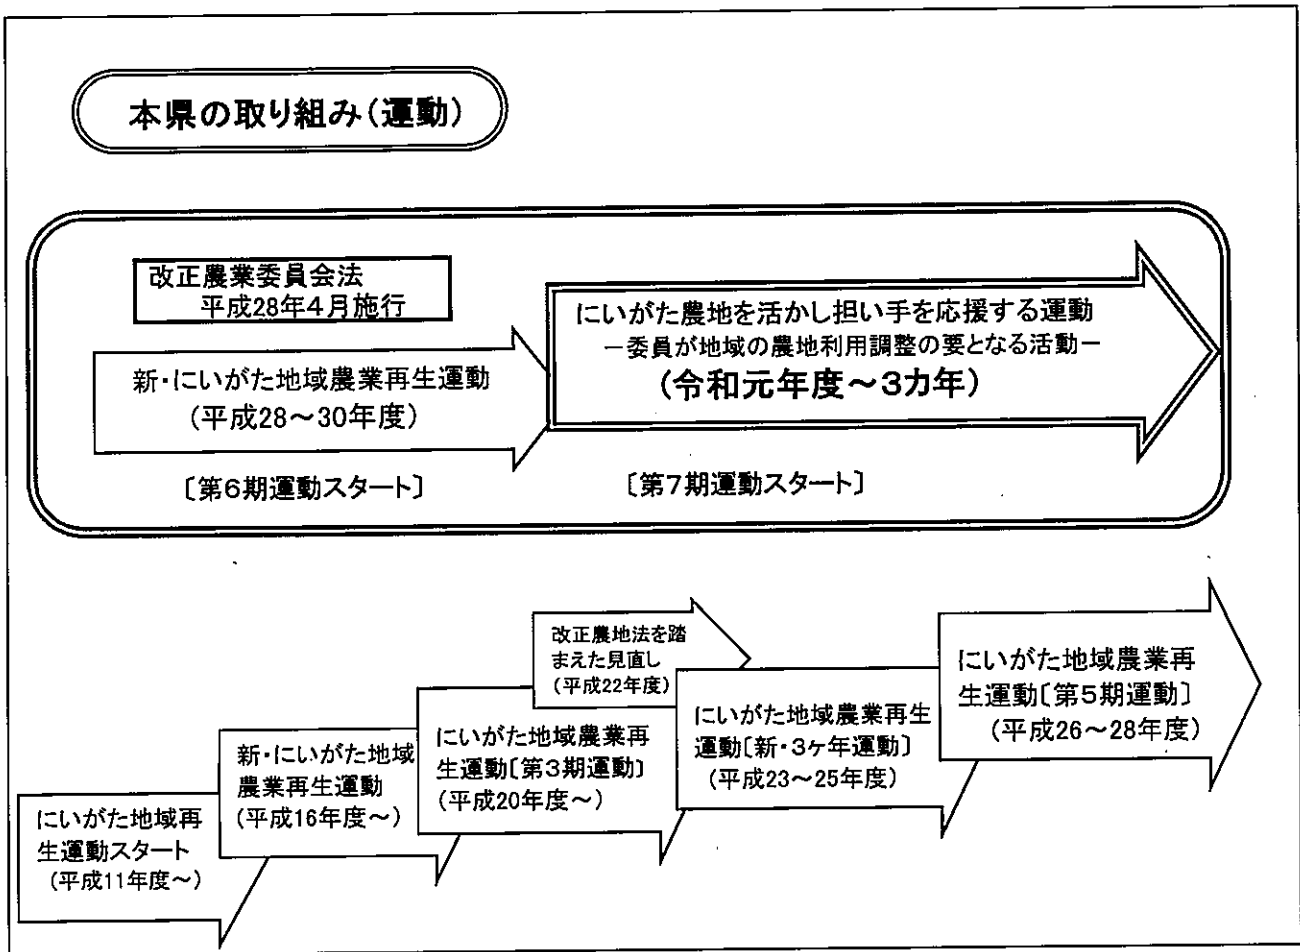 本県の取り組み(運動)
改正農業委員会法
平成28年4月施行
新・にいがた地域農業再生運動
(平成28～30年度)
〔第6期運動スタート〕
にいがた農地を活かし担い手を応援する運動
－委員が地域の農地利用調整の要となる活動－
(令和元年度～3カ年)
〔第7期運動スタート〕
にいがた地域再
生運動スタート
(平成11年度～)
新・にいがた地域
農業再生運動
(平成16年度～)
にいがた地域農業再
生運動〔第3期運動〕
(平成20年度～)
改正農地法を踏
まえた見直し
(平成22年度)
にいがた地域農業再生
運動〔新・3ヶ年運動〕
(平成23～25年度)
にいがた地域農業再
生運動〔第5期運動〕
(平成26～28年度)